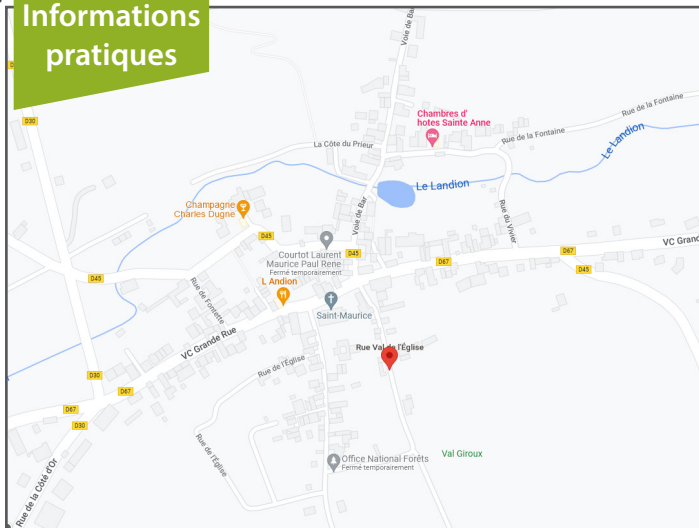 Informations
pratiques
Voie de Bar
D30
Chambres d'
hotes Sainte Anne
Rue de la Fontaine
Rue de la Fontaine
La Côte du Prieur
Le Landion
Le Landion
Champagne
Charles Dugne
Voie de Bar
Rue du Vivier
D45
D45
D67
VC Grand
Courtot Laurent
Maurice Paul Rene
Fermé temporairement
D67
D45
D45
L Andion
Rue de Fontette
Saint-Maurice
VC Grande Rue
Rue Val de l'Église
Rue de l'Église
D30
D67
D67
D30
Rue de l'Église
Val Giroux
Office National Forêts
Fermé temporairement
Rue de la Côté d'Or